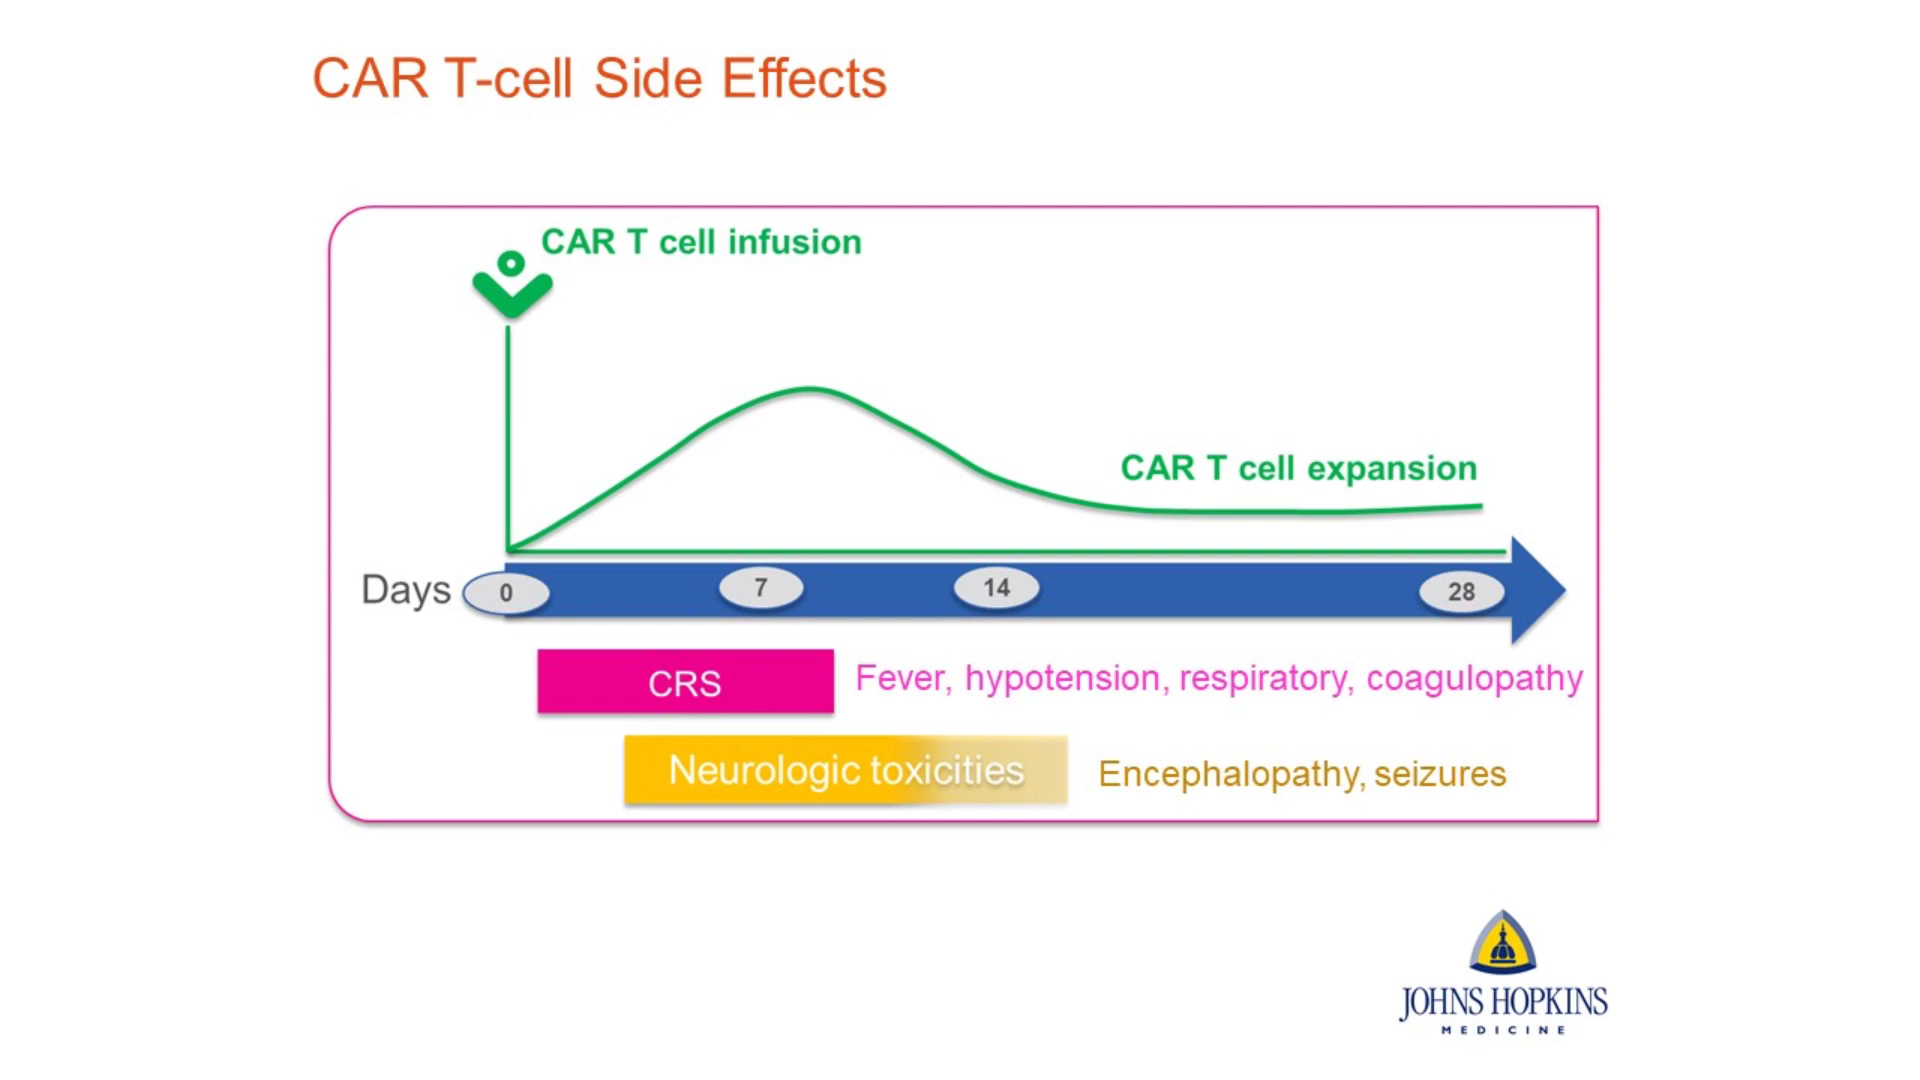 CAR T-cell Side Effects
CAR T cell infusion
CAR T cell expansion
Days 0 7 14 28
CRS Fever, hypotension, respiratory, coagulopathy
Neurologic toxicities Encephalopathy, seizures
JOHNS HOPKINS
MEDICINE